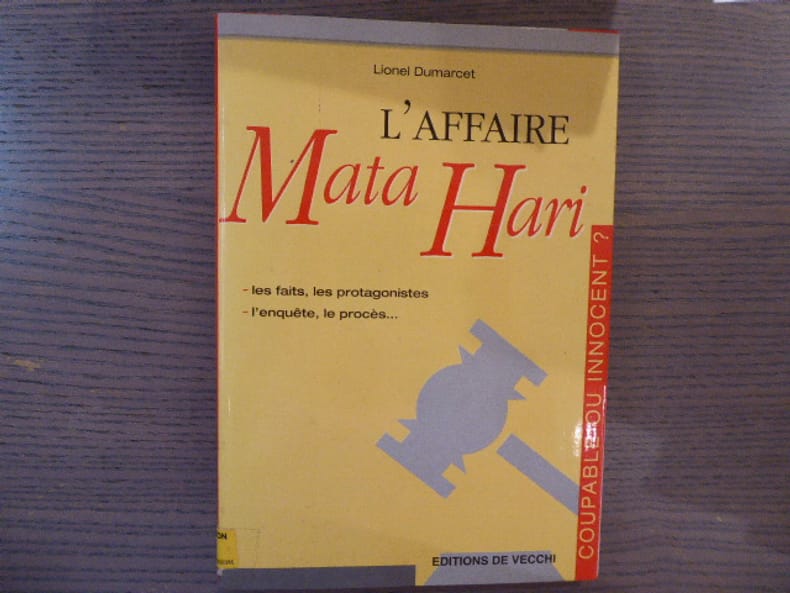 Lionel Dumarcet
L'AFFAIRE
Mata
Hari
- les faits, les protagonistes
- l'enquête, le procès...
COUPABLE OU INNOCENT ?
EDITIONS DE VECCHI